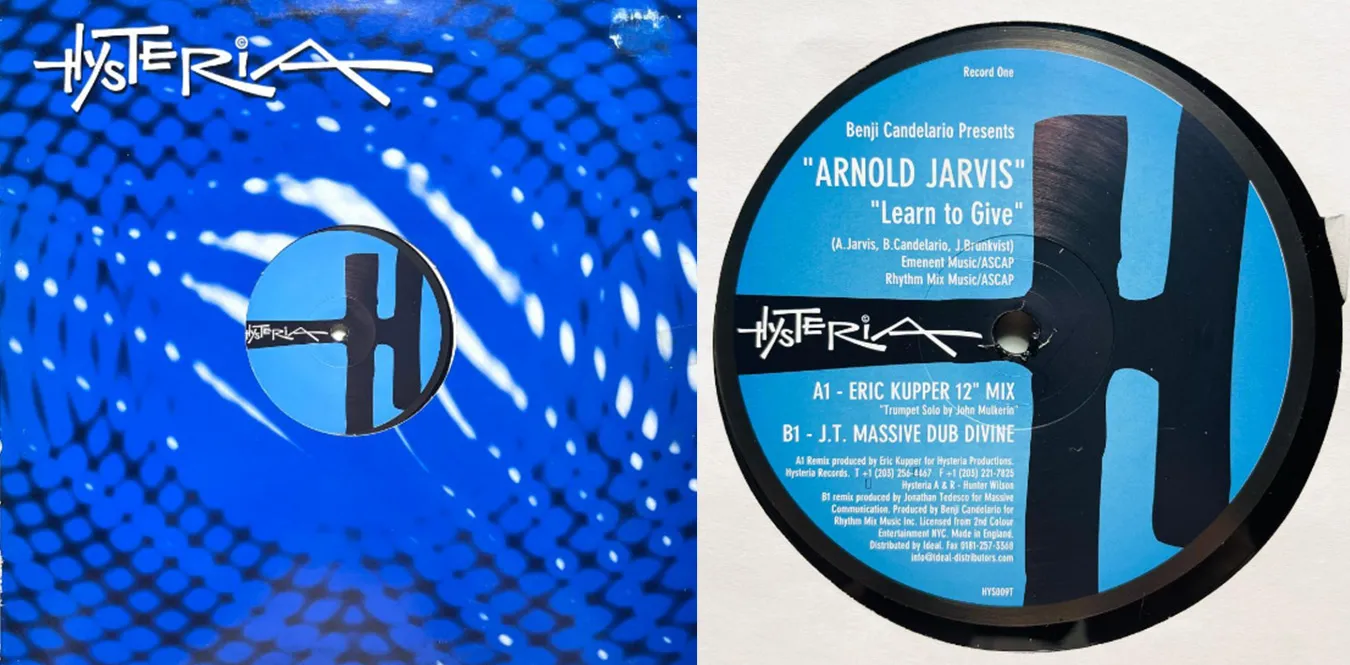 HYSTERIA ©
HYSTERIA
Record One
Benji Candelario Presents
"ARNOLD JARVIS"
"Learn to Give"
(A.Jarvis, B.Candelario, J.Brunkvist)
Emenent Music/ASCAP
Rhythm Mix Music/ASCAP
HYSTERIA ©
A1 - ERIC KUPPER 12" MIX
"Trumpet Solo by John Mulkerin"
B1 - J.T. MASSIVE DUB DIVINE
A1 Remix produced by Eric Kupper for Hysteria Productions.
Hysteria Records. T +1 (203) 256-4467 F +1 (203) 221-7825
Hysteria A & R - Hunter Wilson
B1 remix produced by Jonathan Tedesco for Massive
Communication. Produced by Benji Candelario for
Rhythm Mix Music Inc. Licensed from 2nd Colour
Entertainment NYC. Made in England.
Distributed by Ideal. Fax 0181-257-3360
info@ideal-distributors.com
HYS009T